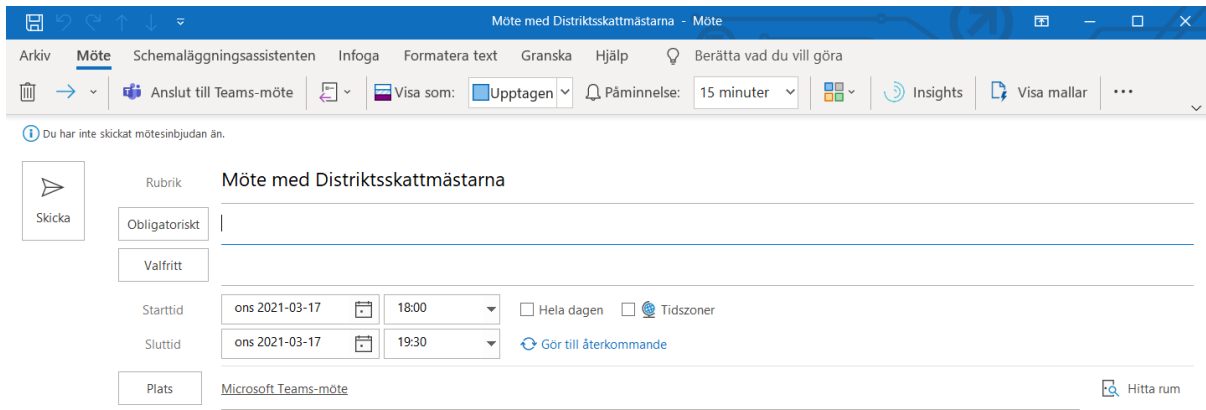 Möte med Distriktsskattmästarna - Möte
Arkiv Möte Schemaläggningsassistenten Infoga Formatera text Granska Hjälp Berätta vad du vill göra
Anslut till Teams-möte Visa som: Upptagen Påminnelse: 15 minuter Insights Visa mallar ...
Du har inte skickat mötesinbjudan än.
Rubrik Möte med Distriktsskattmästarna
Skicka
Obligatoriskt
Valfritt
Starttid ons 2021-03-17 18:00 Hela dagen Tidszoner
Sluttid ons 2021-03-17 19:30 Gör till återkommande
Plats Microsoft Teams-möte Hitta rum